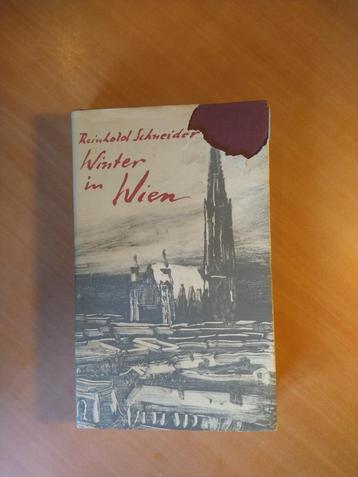 Reinhold Schneider
Winter
in Wien